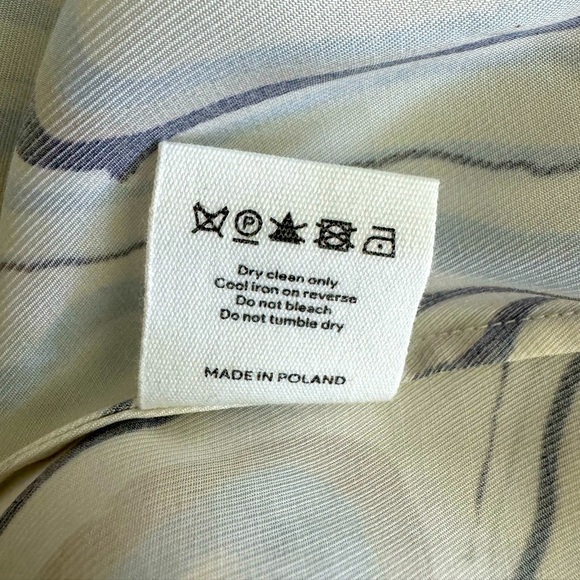 P
Dry clean only
Cool iron on reverse
Do not bleach
Do not tumble dry
MADE IN POLAND